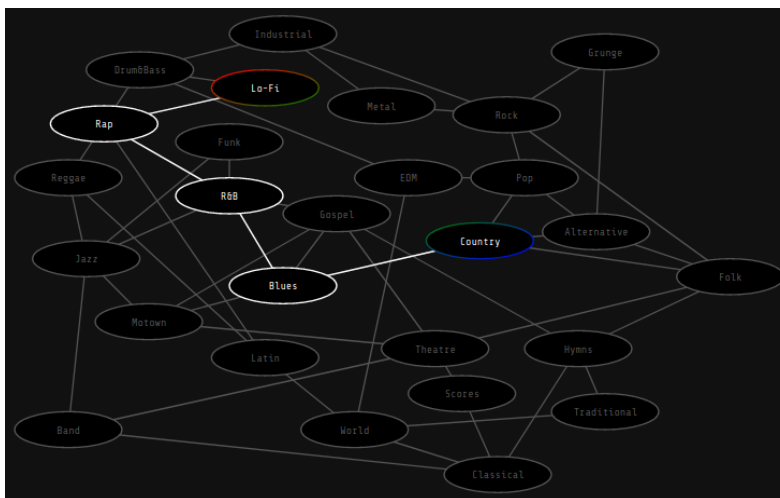 Industrial
Grunge
Drum&Bass
Lo-Fi
Metal
Rock
Rap
Funk
Reggae
EDM
Pop
R&B
Gospel
Alternative
Country
Jazz
Folk
Blues
Motown
Latin
Theatre
Hymns
Scores
Traditional
Band
World
Classical